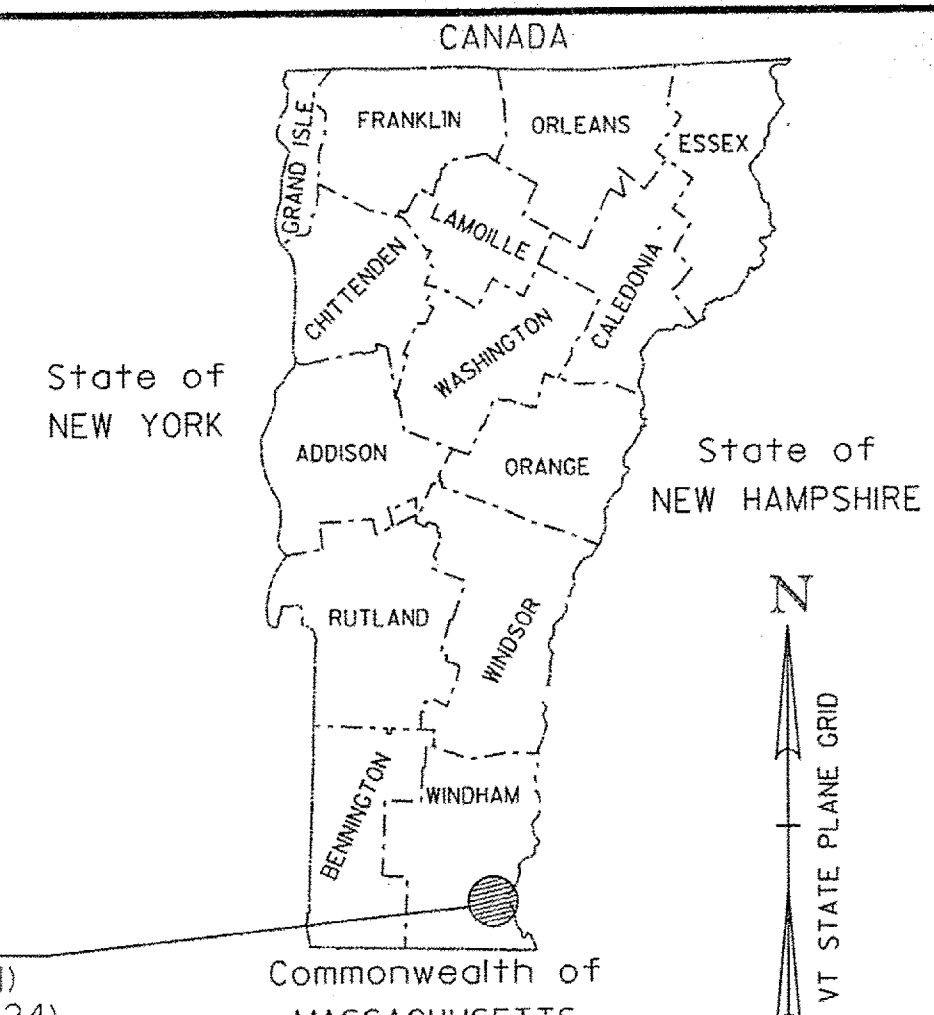 CANADA
GRAND ISLE
FRANKLIN
ORLEANS
ESSEX
LAMOILLE
CHITTENDEN
CALEDONIA
WASHINGTON
State of
NEW YORK
ADDISON
ORANGE
State of
NEW HAMPSHIRE
N
RUTLAND
WINDSOR
VT STATE PLANE GRID
BENNINGTON
WINDHAM
Commonwealth of
MASSACHUSETTS
24)